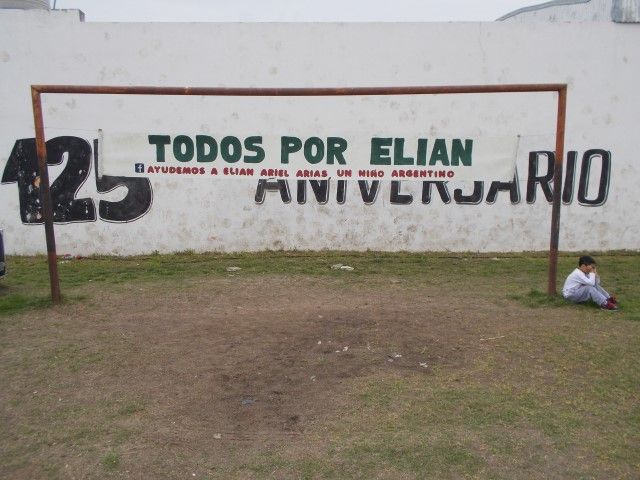 TODOS POR ELIAN
f AYUDEMOS A ELIAN ARIEL ARIAS UN NIÑO ARGENTINO
125 ANIVERSARIO